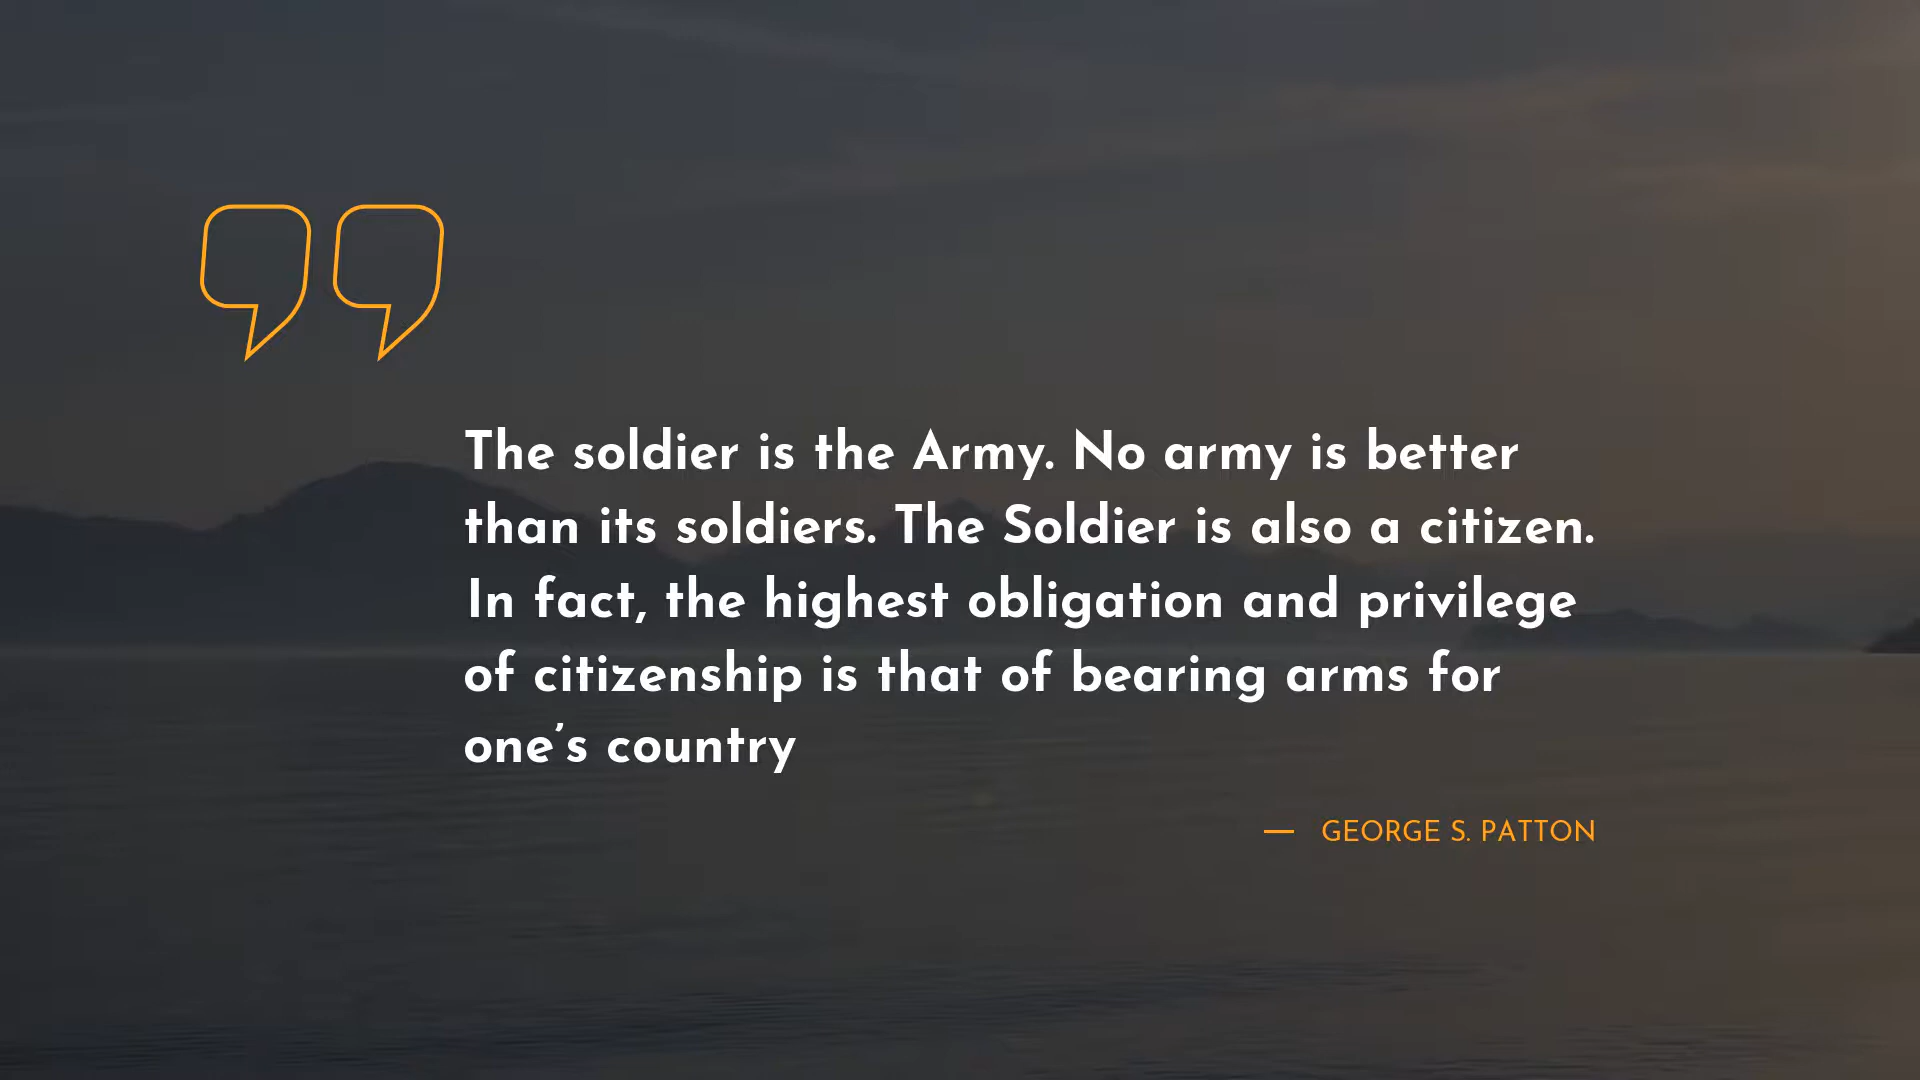 The soldier is the Army. No army is better
than its soldiers. The Soldier is also a citizen.
In fact, the highest obligation and privilege
of citizenship is that of bearing arms for
one's country
— GEORGE S. PATTON